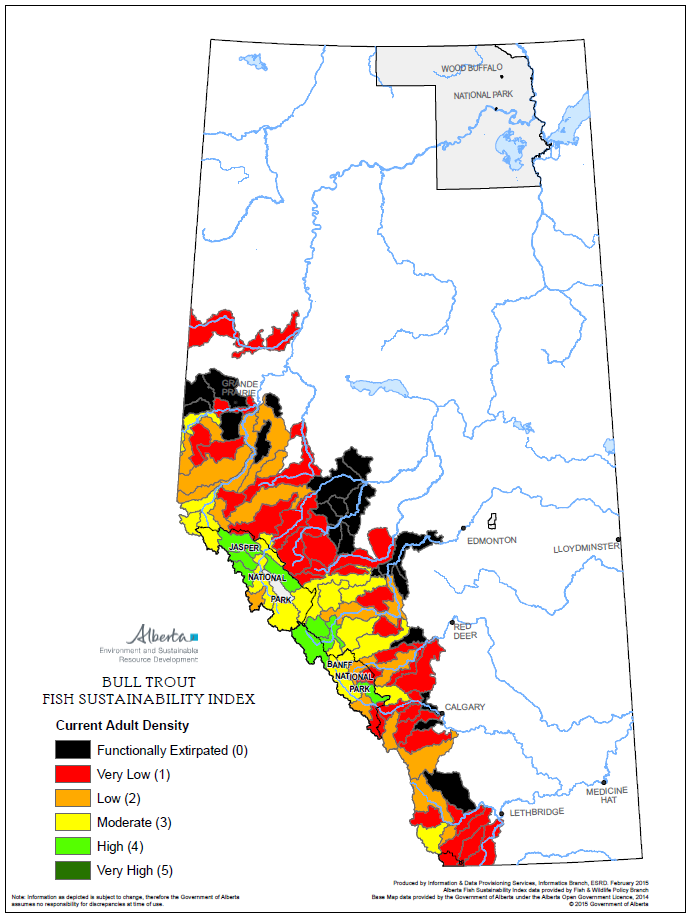 WOOD BUFFALO
NATIONAL PARK
GRANDE
PRAIRIE
JASPER
NATIONAL
PARK
EDMONTON
LLOYDMINSTER
RED
DEER
BANFF
NATIONAL
PARK
CALGARY
MEDICINE
HAT
LETHBRIDGE
Alberta
Environment and Sustainable
Resource Development
BULL TROUT
FISH SUSTAINABILITY INDEX
Current Adult Density
Functionally Extirpated (0)
Very Low (1)
Low (2)
Moderate (3)
High (4)
Very High (5)
Note: Information as depicted is subject to change, therefore the Government of Alberta
assumes no responsibility for discrepancies at time of use.
Produced by Information & Data Provisioning Services, Informatics Branch, ESRD, February 2015
Alberta Fish Sustainability Index data provided by Fish & Wildlife Policy Branch
Base Map data provided by the Government of Alberta under the Alberta Open Government Licence, 2014
© 2015 Government of Alberta